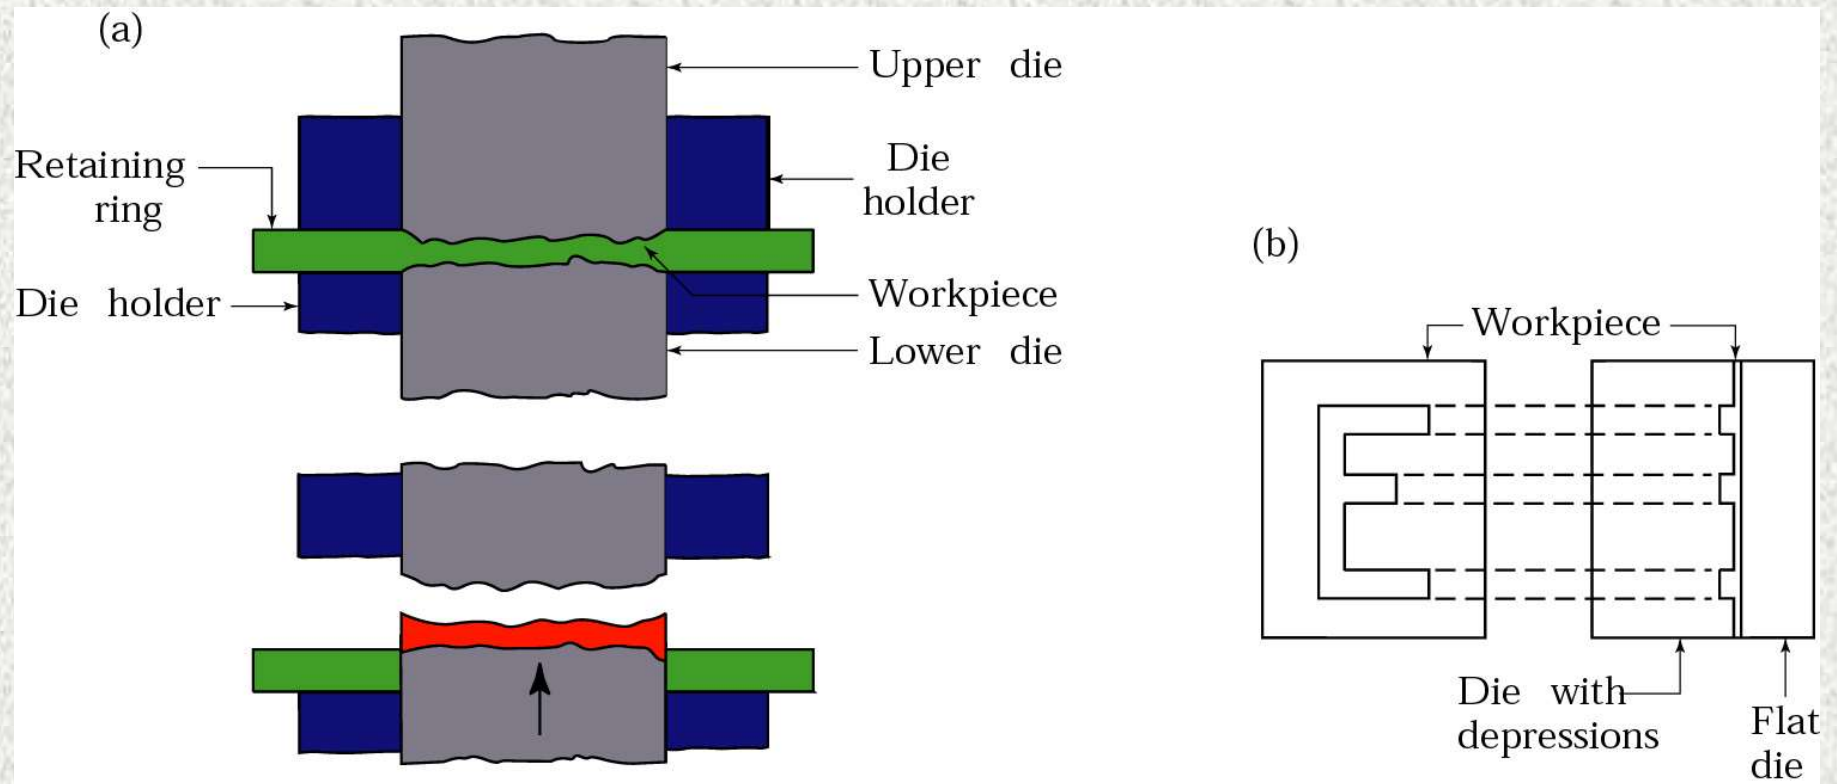 (a)
Upper die
Retaining
ring
Die
holder
Die holder
Workpiece
Lower die
(b)
Workpiece
Die with
depressions
Flat
die